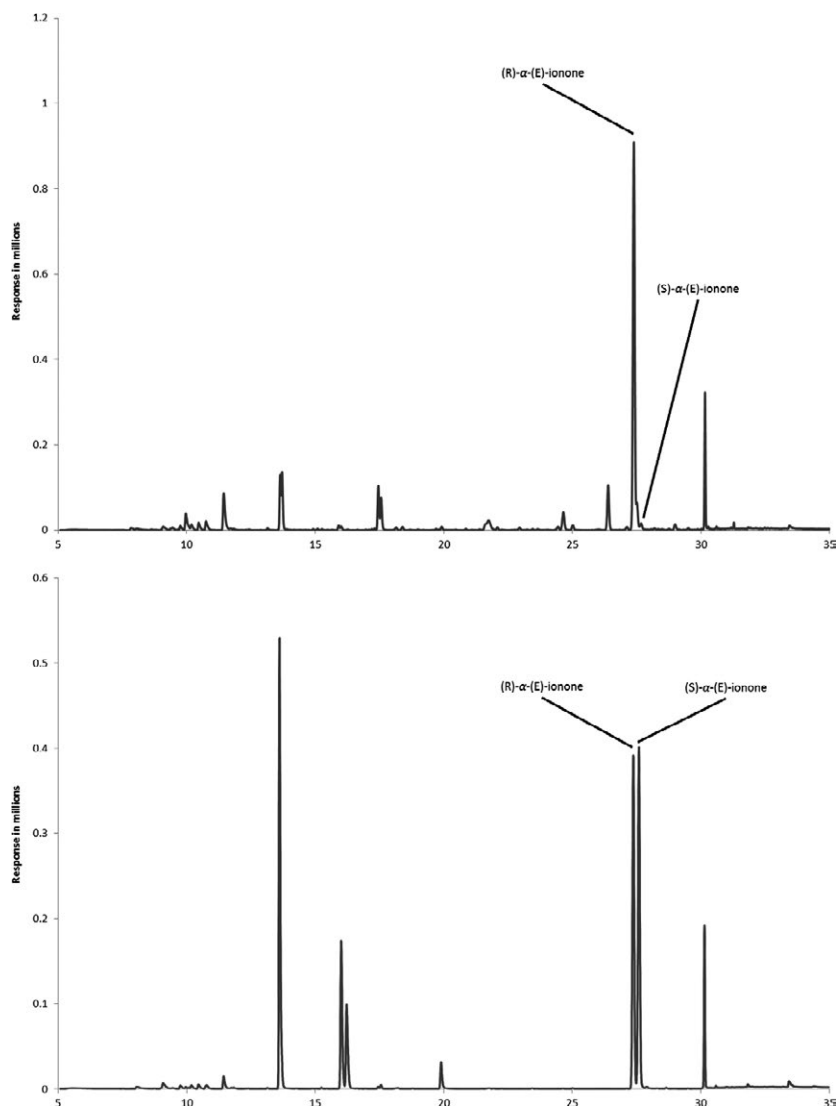 1.2
(R)-α-(E)-ionone
1
0.8
(S)-α-(E)-ionone
Response in millions
0.6
0.4
0.2
0
5 10 15 20 25 30 35
0.6
0.5
(R)-α-(E)-ionone (S)-α-(E)-ionone
0.4
Response in millions
0.3
0.2
0.1
0
5 10 15 20 25 30 35